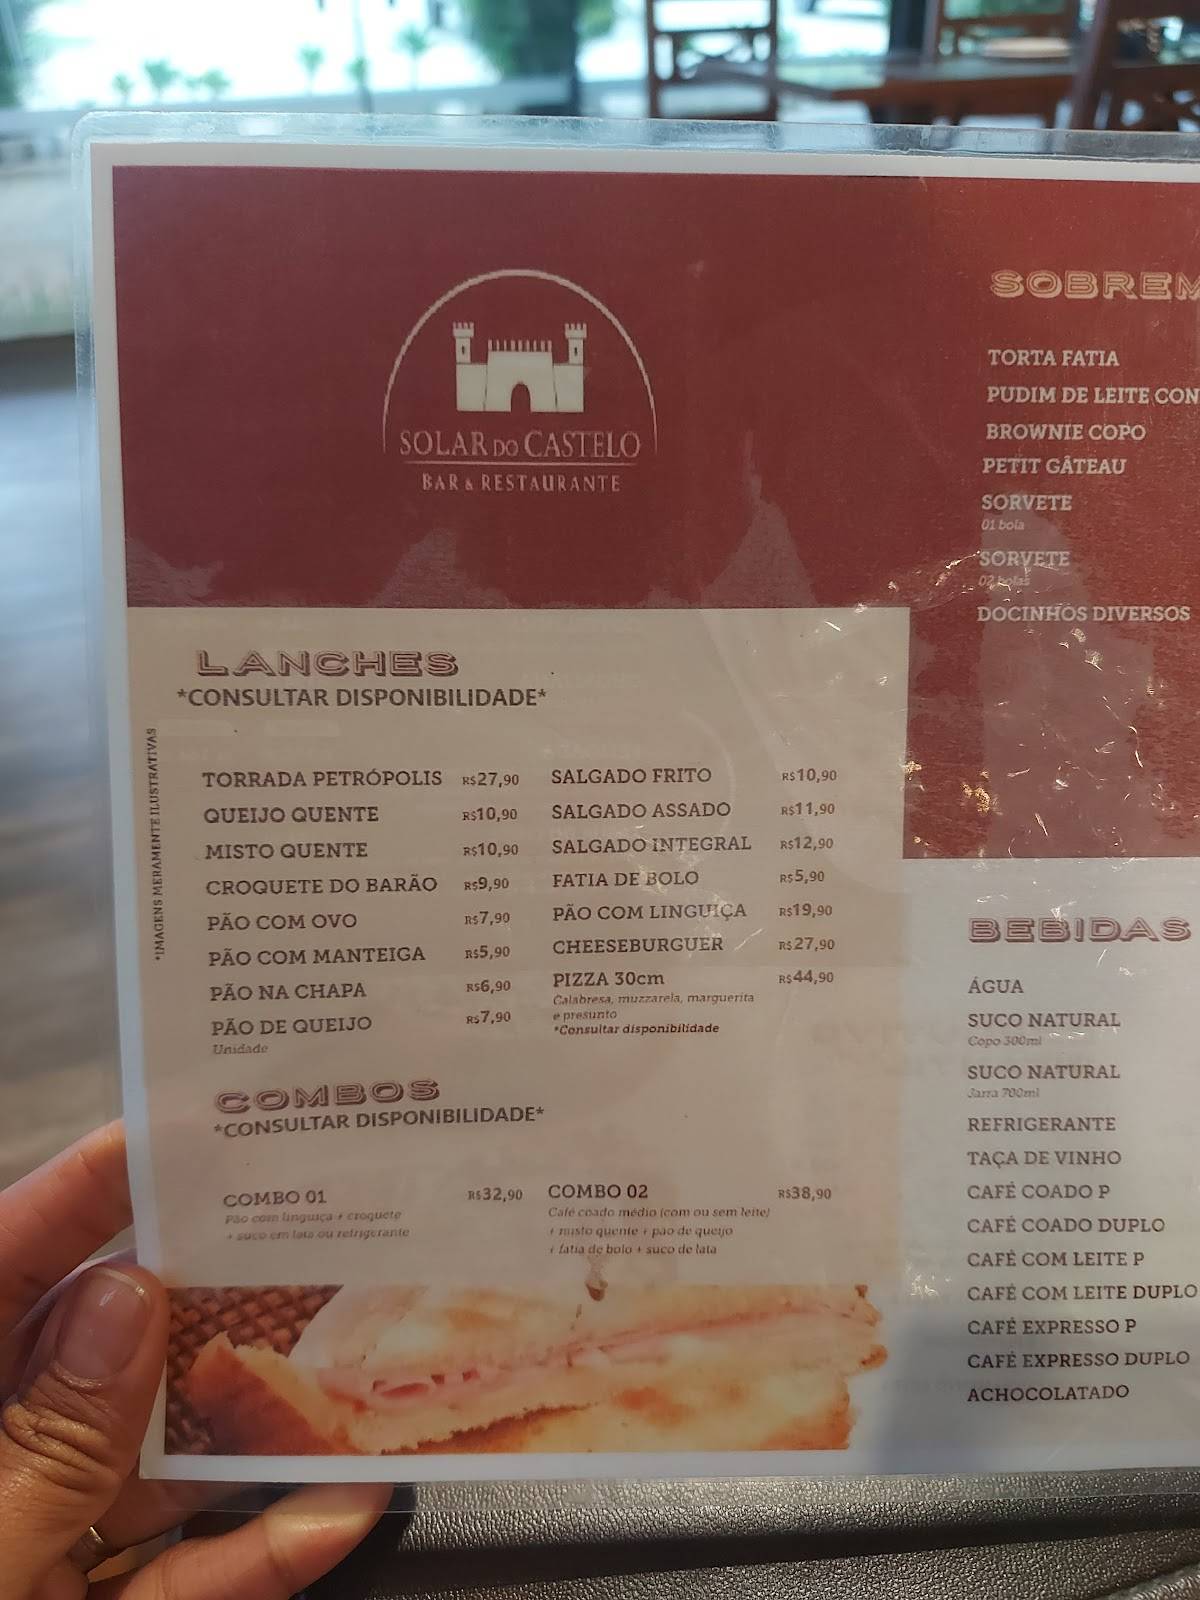 SOLAR DO CASTELO
BAR & RESTAURANTE
LANCHES
*CONSULTAR DISPONIBILIDADE*
*IMAGENS MERAMENTE ILUSTRATIVAS
TORRADA PETRÓPOLIS R$27,90
QUEIJO QUENTE R$10,90
MISTO QUENTE R$10,90
CROQUETE DO BARÃO R$9,90
PÃO COM OVO R$7,90
PÃO COM MANTEIGA R$5,90
PÃO NA CHAPA R$6,90
PÃO DE QUEIJO R$7,90
Unidade
SALGADO FRITO R$10,90
SALGADO ASSADO R$11,90
SALGADO INTEGRAL R$12,90
FATIA DE BOLO R$5,90
PÃO COM LINGUIÇA R$19,90
CHEESEBURGUER R$27,90
PIZZA 30cm R$44,90
Calabresa, muzzarela, marguerita
e presunto
*Consultar disponibilidade
COMBOS
*CONSULTAR DISPONIBILIDADE*
COMBO 01 R$32,90
Pão com linguiça + croquete
+ suco em lata ou refrigerante
COMBO 02 R$38,90
Café coado médio (com ou sem leite)
+ misto quente + pão de queijo
+ fatia de bolo + suco de lata
SOBREM
TORTA FATIA
PUDIM DE LEITE CON
BROWNIE COPO
PETIT GÂTEAU
SORVETE
01 bola
SORVETE
02 bolas
DOCINHOS DIVERSOS
BEBIDAS
ÁGUA
SUCO NATURAL
Copo 300ml
SUCO NATURAL
Jarra 700ml
REFRIGERANTE
TAÇA DE VINHO
CAFÉ COADO P
CAFÉ COADO DUPLO
CAFÉ COM LEITE P
CAFÉ COM LEITE DUPLO
CAFÉ EXPRESSO P
CAFÉ EXPRESSO DUPLO
ACHOCOLATADO